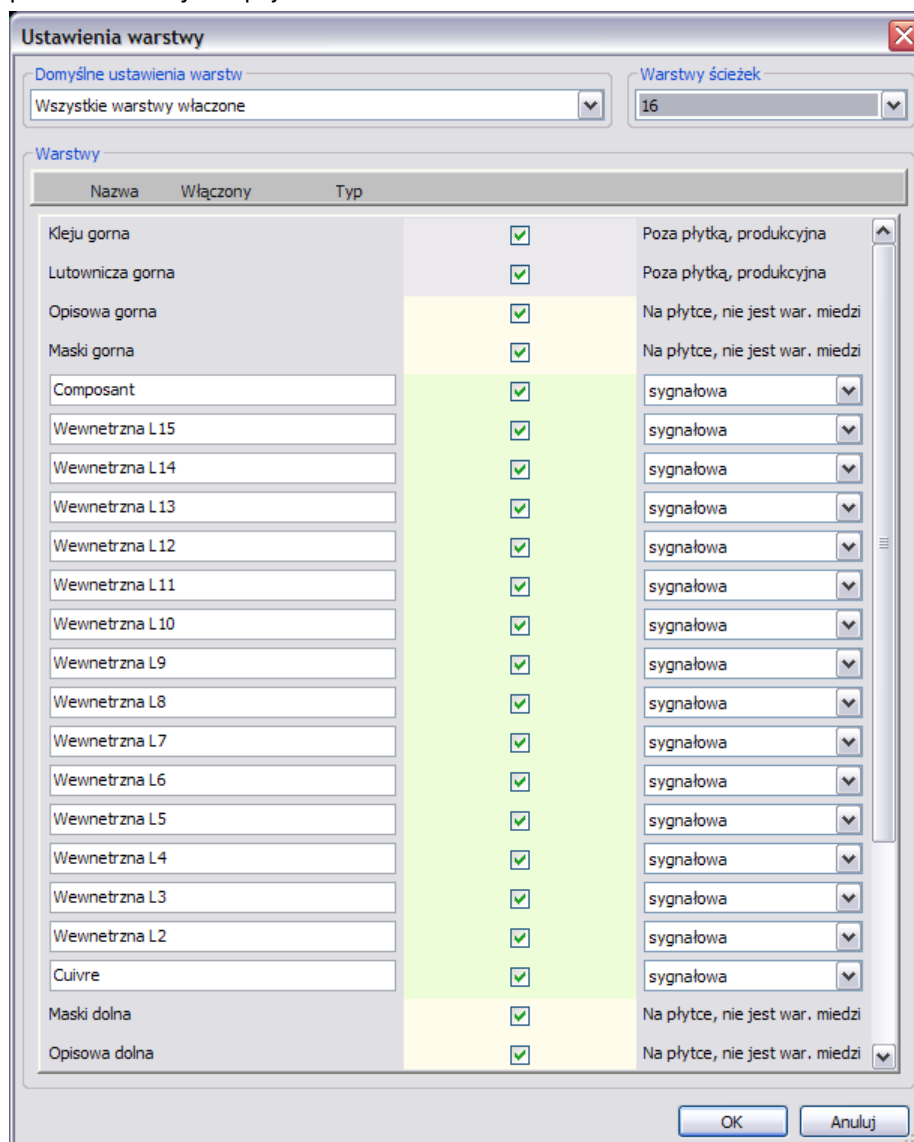 Ustawienia warstwy
Domyślne ustawienia warstw
Warstwy ścieżek
Wszystkie warstwy włączone
16
Warstwy
Nazwa Włączony Typ
Kleju gorna Poza płytką, produkcyjna
Lutownicza gorna Poza płytką, produkcyjna
Opisowa gorna Na płytce, nie jest war. miedzi
Maski gorna Na płytce, nie jest war. miedzi
Composant sygnałowa
Wewnetrzna L15 sygnałowa
Wewnetrzna L14 sygnałowa
Wewnetrzna L13 sygnałowa
Wewnetrzna L12 sygnałowa
Wewnetrzna L11 sygnałowa
Wewnetrzna L10 sygnałowa
Wewnetrzna L9 sygnałowa
Wewnetrzna L8 sygnałowa
Wewnetrzna L7 sygnałowa
Wewnetrzna L6 sygnałowa
Wewnetrzna L5 sygnałowa
Wewnetrzna L4 sygnałowa
Wewnetrzna L3 sygnałowa
Wewnetrzna L2 sygnałowa
Cuivre sygnałowa
Maski dolna Na płytce, nie jest war. miedzi
Opisowa dolna Na płytce, nie jest war. miedzi
OK Anuluj